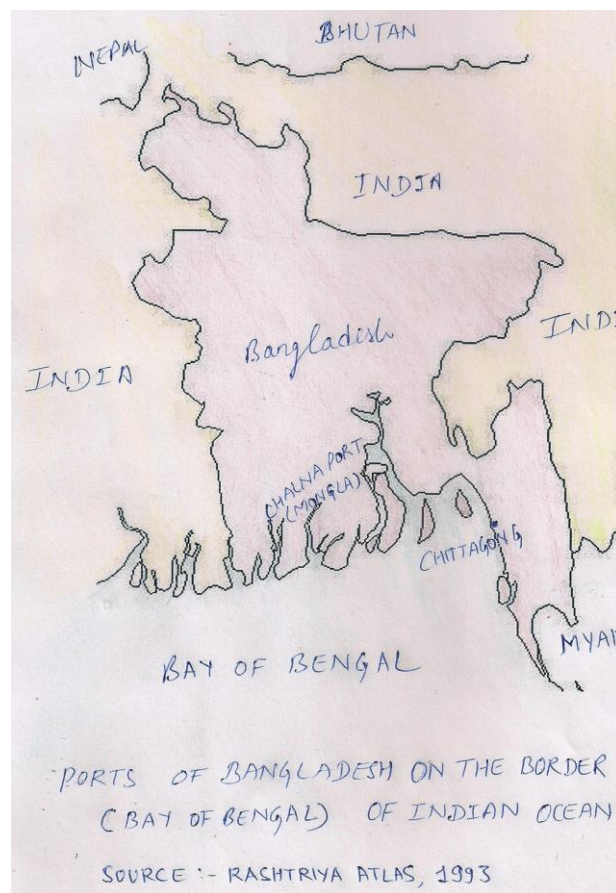 BHUTAN
NEPAL
INDIA
INDI
Bangladesh
INDIA
CHALNA PORT
(MONGLA)
CHITTAGONG
MYA
BAY OF BENGAL
PORTS OF BANGLADESH ON THE BORDER
(BAY OF BENGAL) OF INDIAN OCEAN
SOURCE :- RASHTRIYA ATLAS, 1993